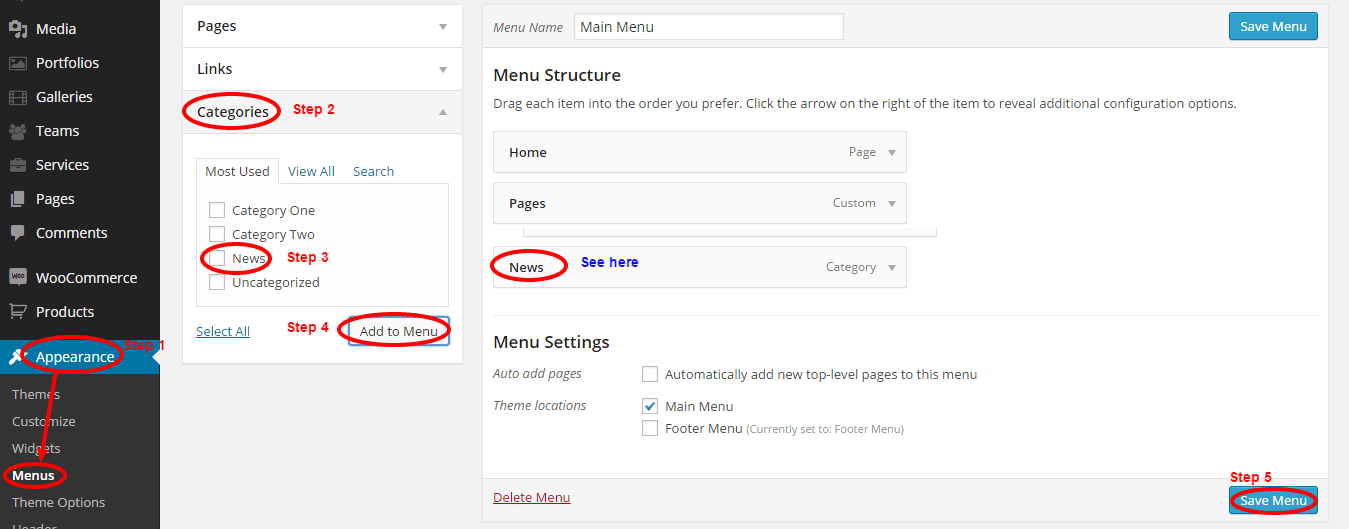 Media
Portfolios
Galleries
Teams
Services
Pages
Comments
WooCommerce
Products
Appearance
Step 1
Themes
Customize
Widgets
Menus
Theme Options
Header
Pages
Links
Categories
Step 2
Most Used View All Search
Category One
Category Two
News
Step 3
Uncategorized
Select All
Step 4
Add to Menu
Menu Name Main Menu Save Menu
Menu Structure
Drag each item into the order you prefer. Click the arrow on the right of the item to reveal additional configuration options.
Home Page
Pages Custom
News See here Category
Menu Settings
Auto add pages Automatically add new top-level pages to this menu
Theme locations Main Menu
Footer Menu (Currently set to: Footer Menu)
Step 5
Delete Menu Save Menu